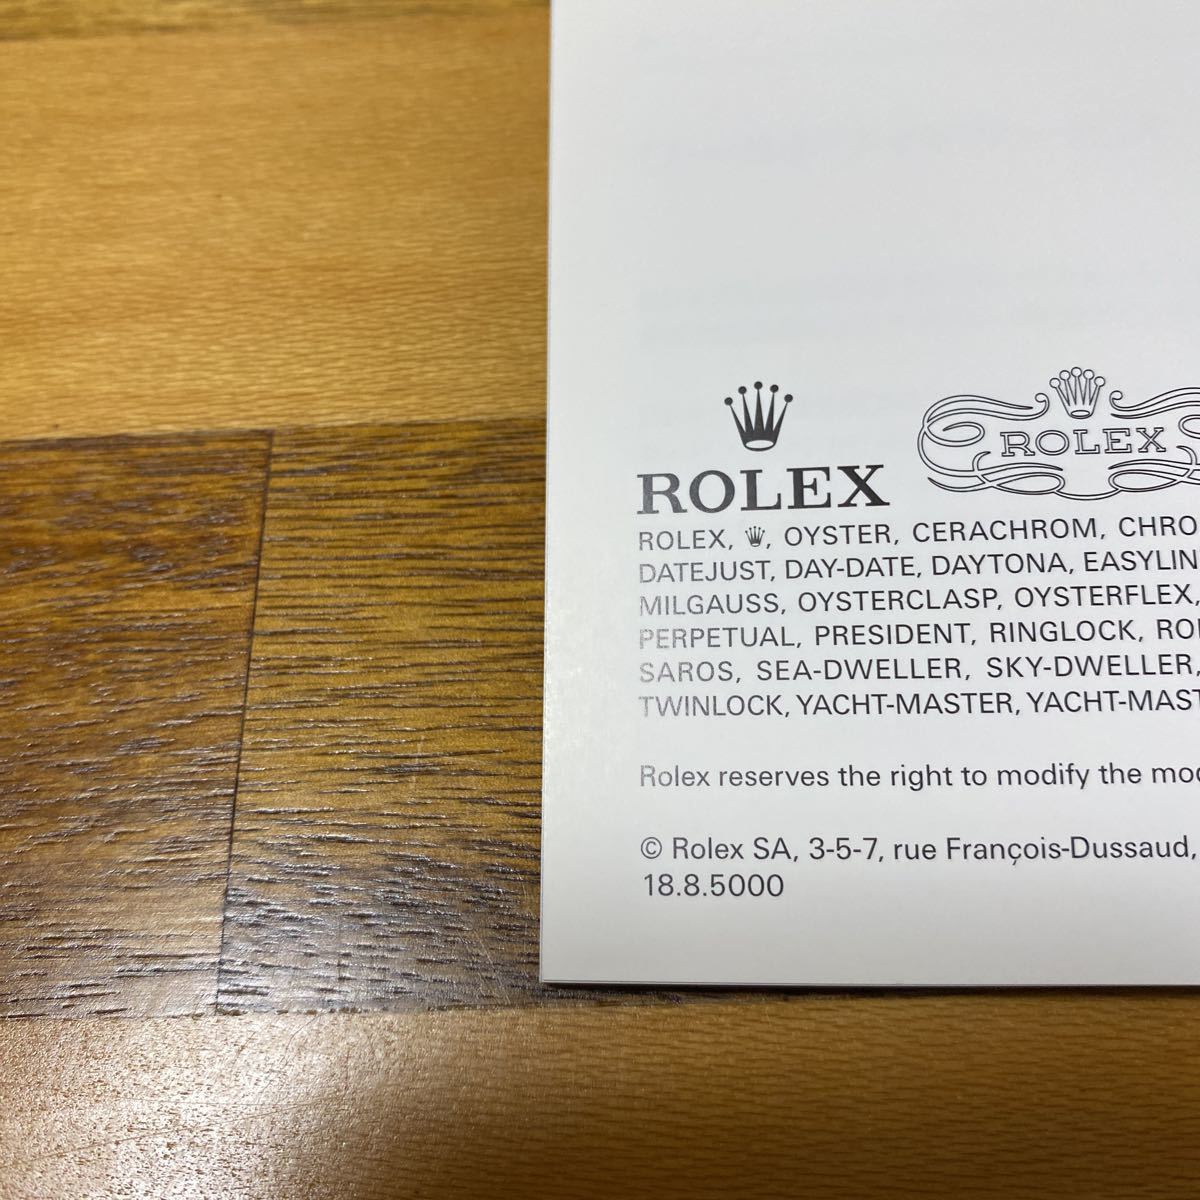 ROLEX
ROLEX
ROLEX, , OYSTER, CERACHROM, CHRO
DATEJUST, DAY-DATE, DAYTONA, EASYLIN
MILGAUSS, OYSTERCLASP, OYSTERFLEX,
PERPETUAL, PRESIDENT, RINGLOCK, ROL
SAROS, SEA-DWELLER, SKY-DWELLER,
TWINLOCK, YACHT-MASTER, YACHT-MAST
Rolex reserves the right to modify the mod
© Rolex SA, 3-5-7, rue François-Dussaud,
18.8.5000